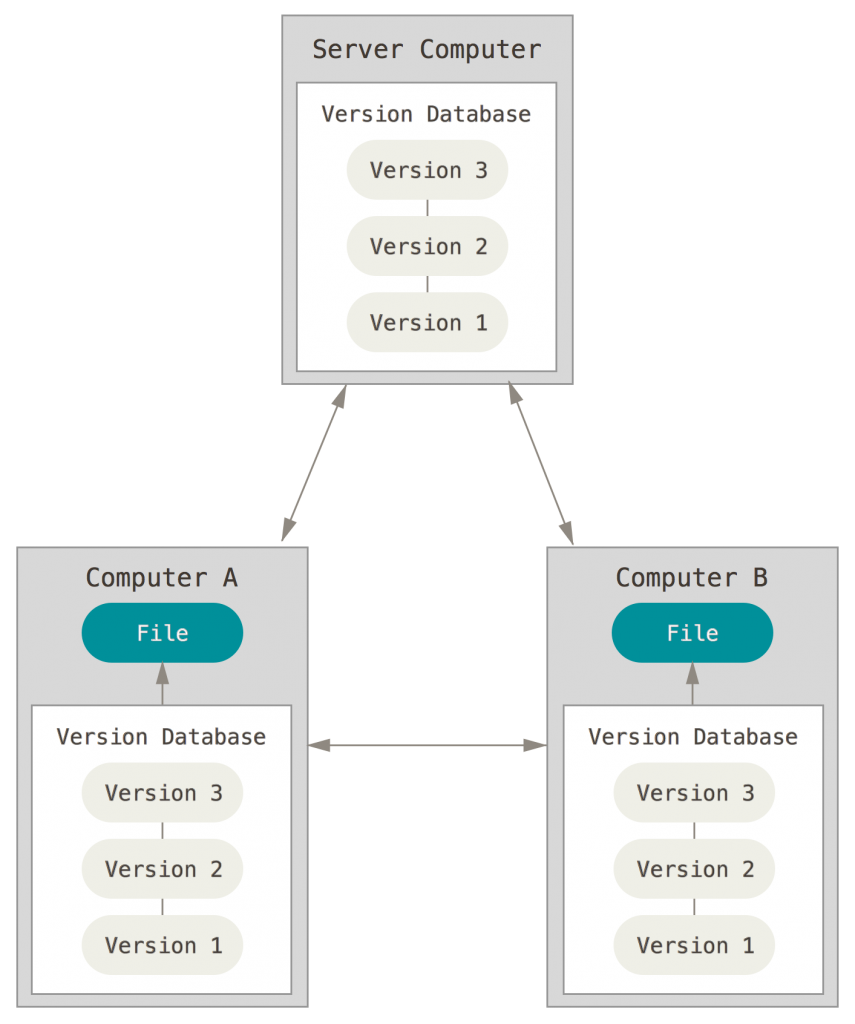 Server Computer
Version Database
Version 3
Version 2
Version 1
Computer A
File
Version Database
Version 3
Version 2
Version 1
Computer B
File
Version Database
Version 3
Version 2
Version 1